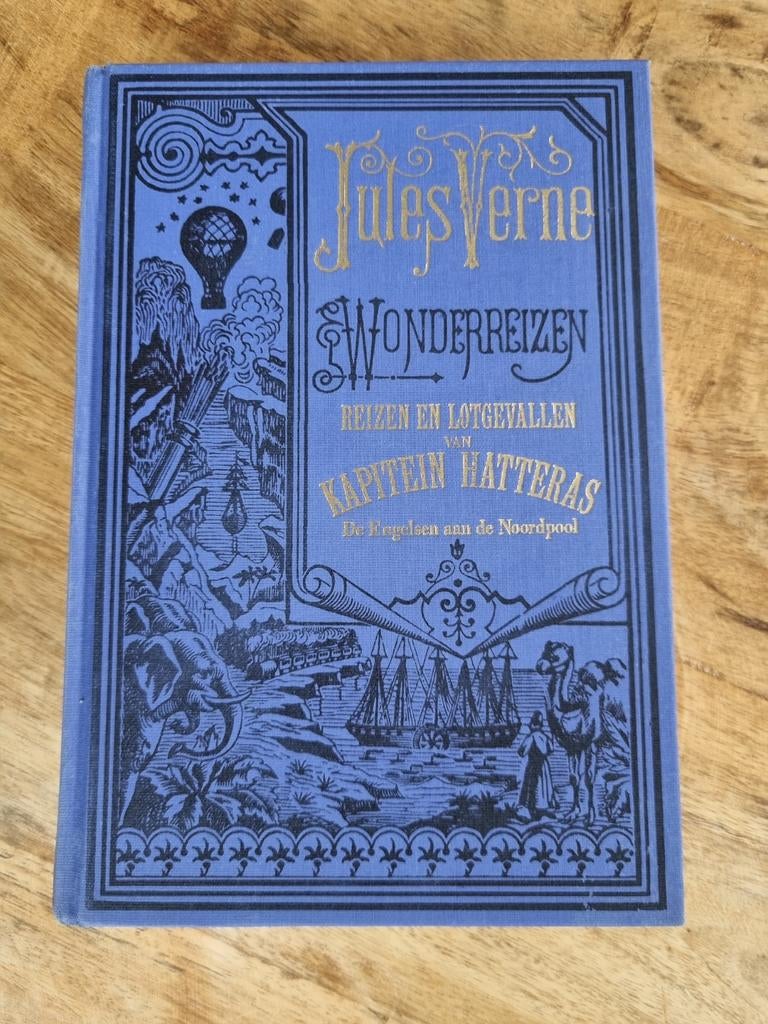 Jules Verne
Wonderreizen
REIZEN EN LOTGEVALLEN
VAN
KAPITEIN HATTERAS
De Engelsen aan de Noordpool